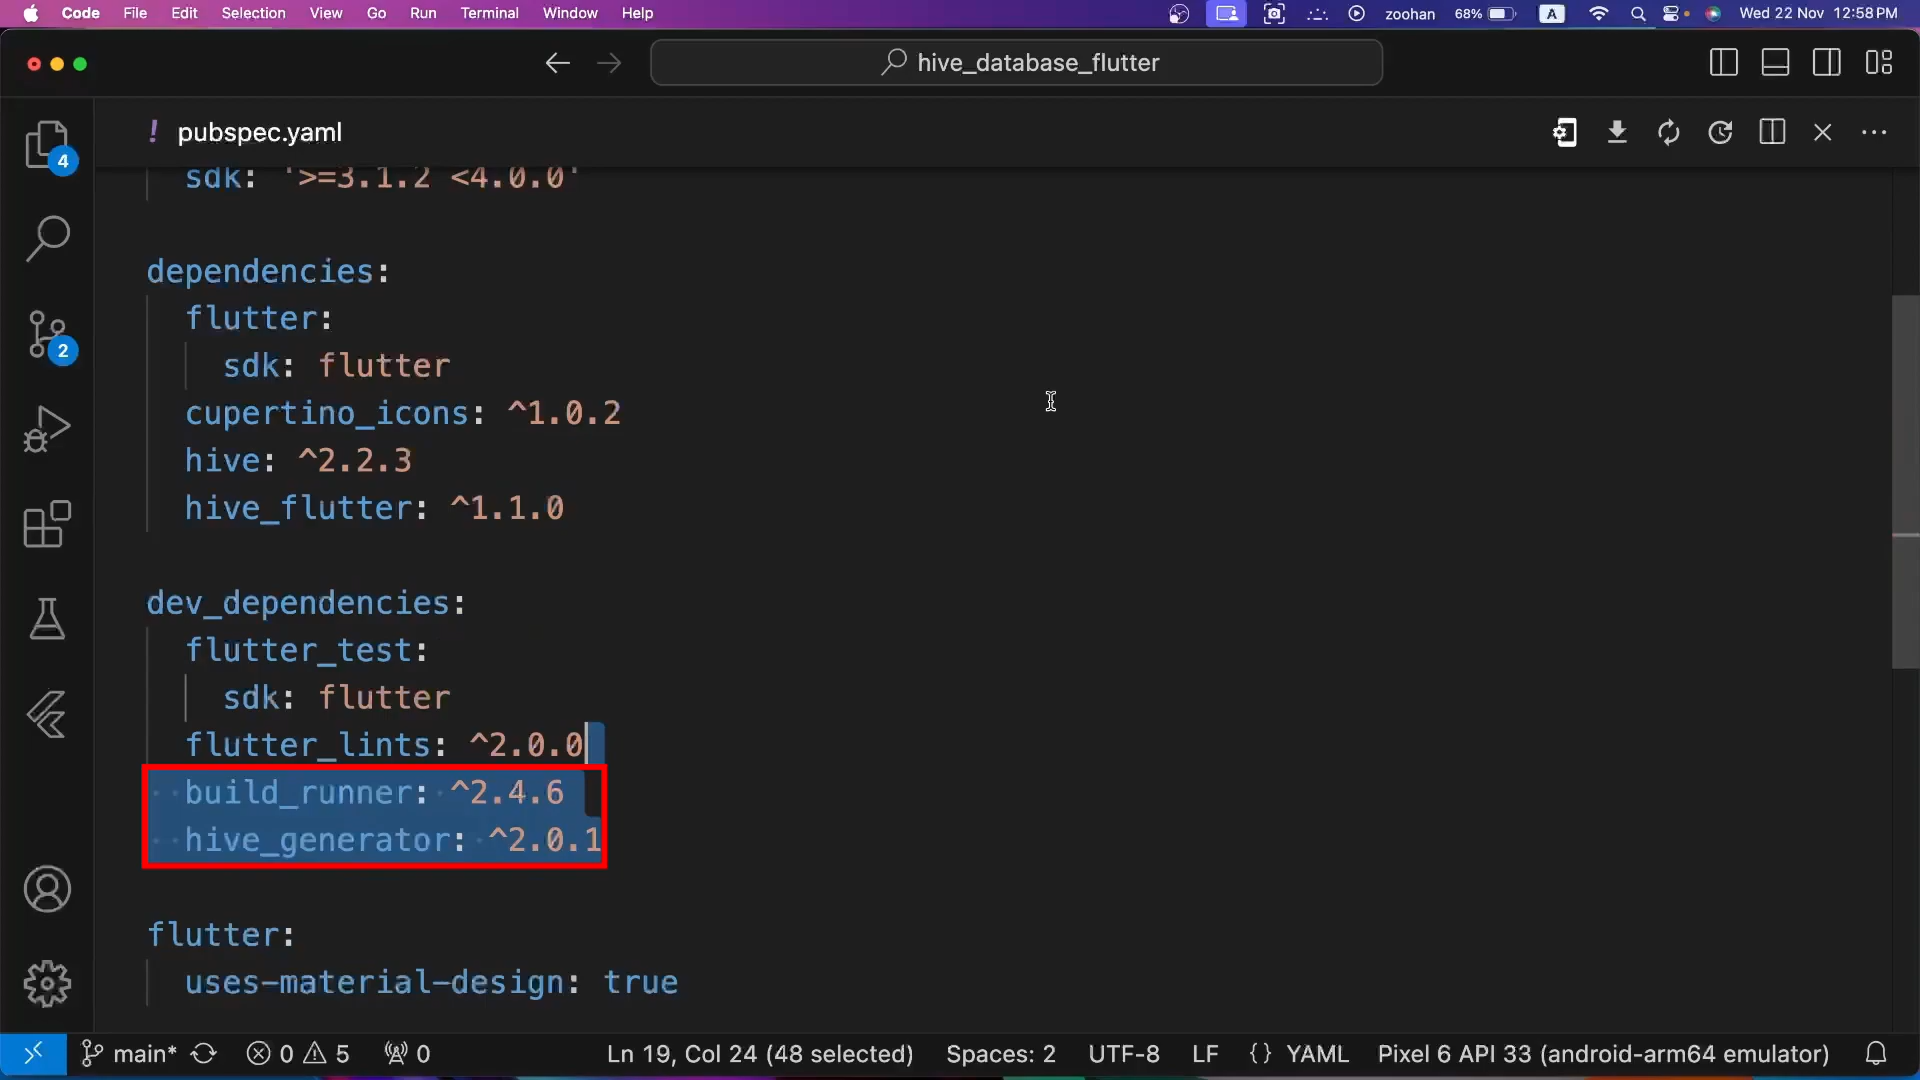 Code File Edit Selection View Go Run Terminal Window Help zoohan 68% A Wed 22 Nov 12:58 PM
hive_database_flutter
! pubspec.yaml
4
sdk: '>=3.1.2 <4.0.0'
dependencies:
flutter:
2
sdk: flutter
cupertino_icons: ^1.0.2
hive: ^2.2.3
hive_flutter: ^1.1.0
dev_dependencies:
flutter_test:
sdk: flutter
flutter_lints: ^2.0.0
build_runner: ^2.4.6
hive_generator: ^2.0.1
flutter:
uses-material-design: true
main* 0 5 0 Ln 19, Col 24 (48 selected) Spaces: 2 UTF-8 LF {} YAML Pixel 6 API 33 (android-arm64 emulator)